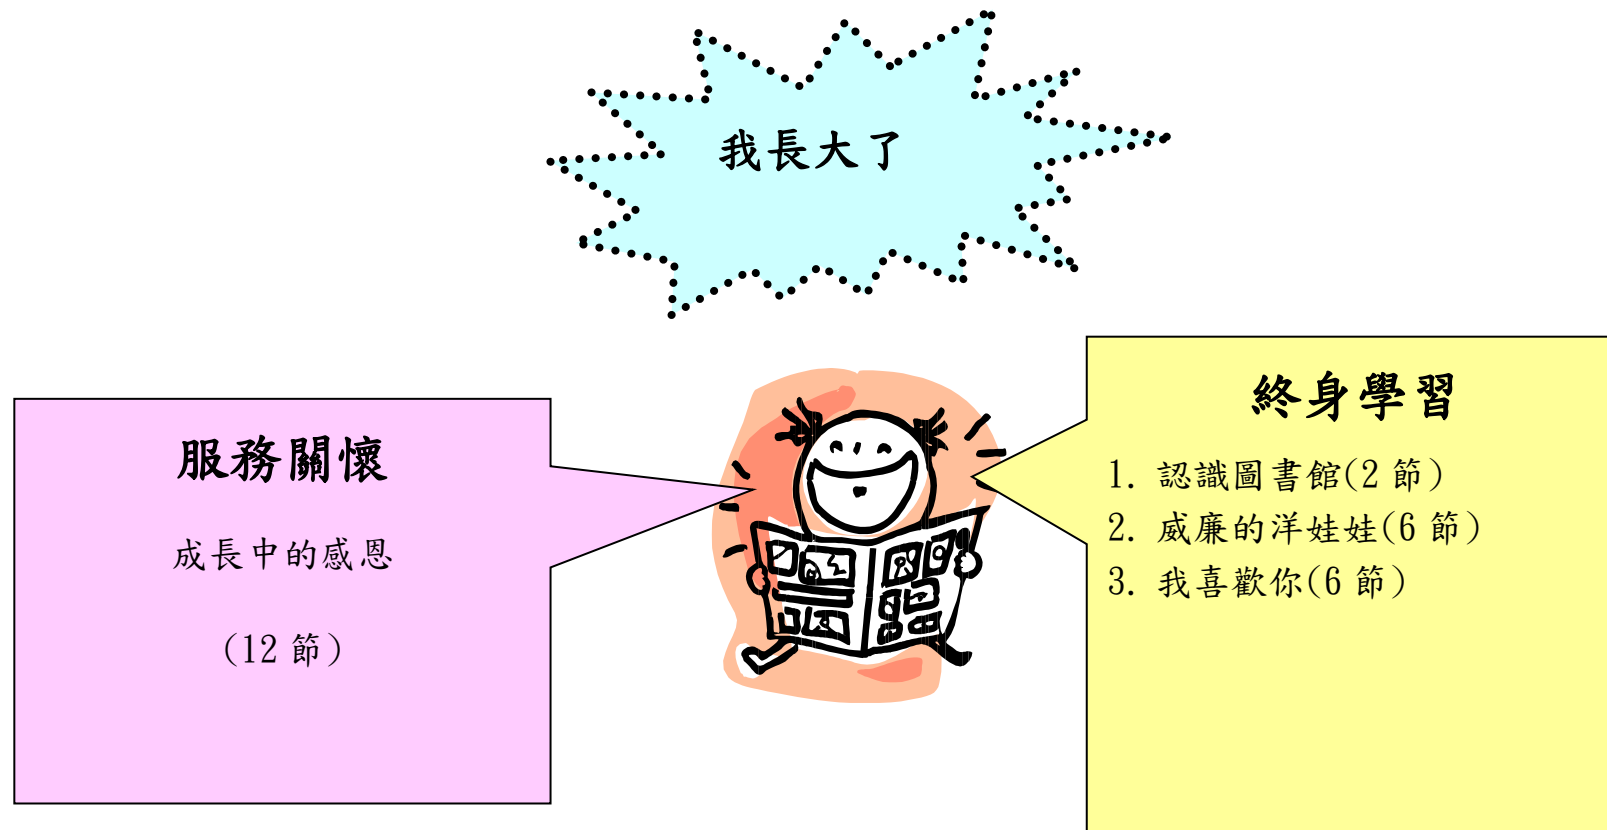 我長大了
服務關懷
成長中的感恩
(12 節)
終身學習
1. 認識圖書館(2 節)
2. 威廉的洋娃娃(6 節)
3. 我喜歡你(6 節)